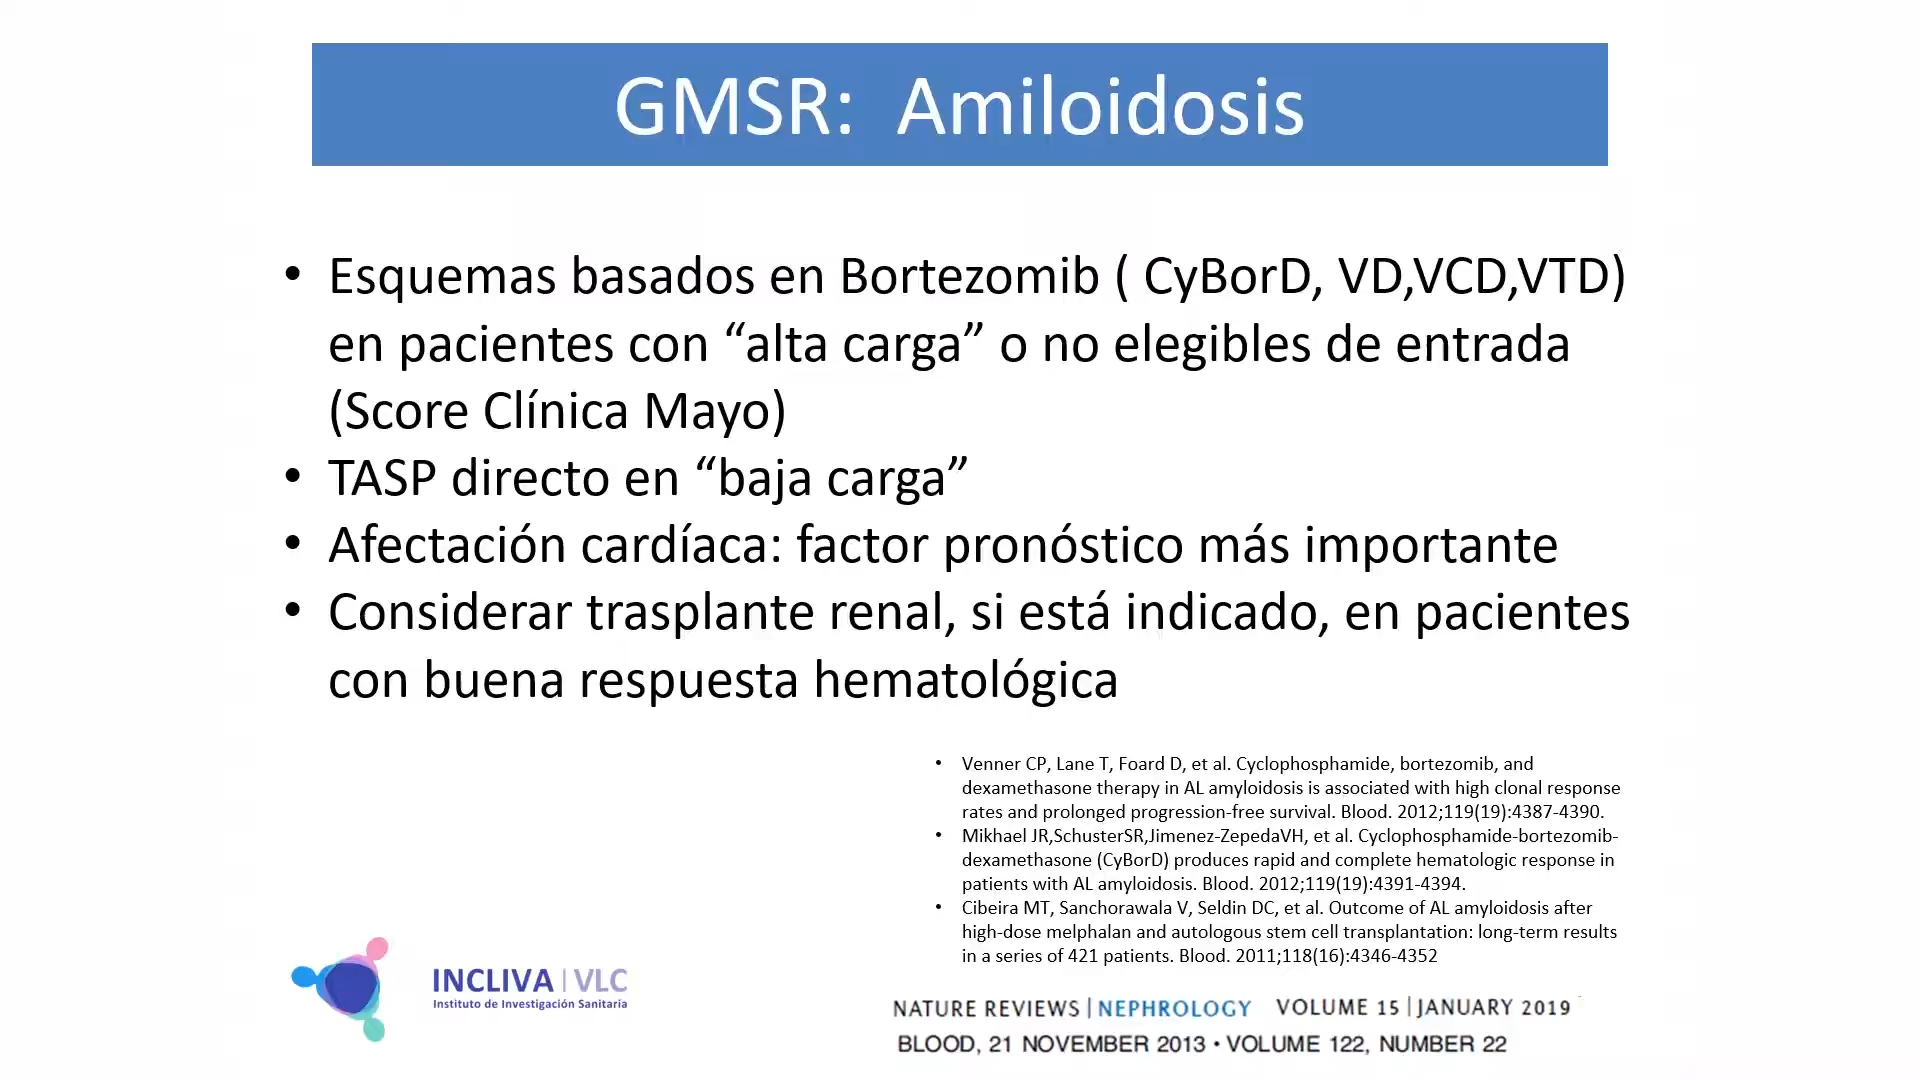 GMSR: Amiloidosis
• Esquemas basados en Bortezomib ( CyBorD, VD,VCD,VTD)
en pacientes con “alta carga” o no elegibles de entrada
(Score Clínica Mayo)
• TASP directo en “baja carga”
• Afectación cardíaca: factor pronóstico más importante
• Considerar trasplante renal, si está indicado, en pacientes
con buena respuesta hematológica
• Venner CP, Lane T, Foard D, et al. Cyclophosphamide, bortezomib, and
dexamethasone therapy in AL amyloidosis is associated with high clonal response
rates and prolonged progression-free survival. Blood. 2012;119(19):4387-4390.
• Mikhael JR,SchusterSR,Jimenez-ZepedaVH, et al. Cyclophosphamide-bortezomib-
dexamethasone (CyBorD) produces rapid and complete hematologic response in
patients with AL amyloidosis. Blood. 2012;119(19):4391-4394.
• Cibeira MT, Sanchorawala V, Seldin DC, et al. Outcome of AL amyloidosis after
high-dose melphalan and autologous stem cell transplantation: long-term results
in a series of 421 patients. Blood. 2011;118(16):4346-4352
INCLIVA | VLC
Instituto de Investigación Sanitaria
NATURE REVIEWS | NEPHROLOGY VOLUME 15 | JANUARY 2019
BLOOD, 21 NOVEMBER 2013 • VOLUME 122, NUMBER 22